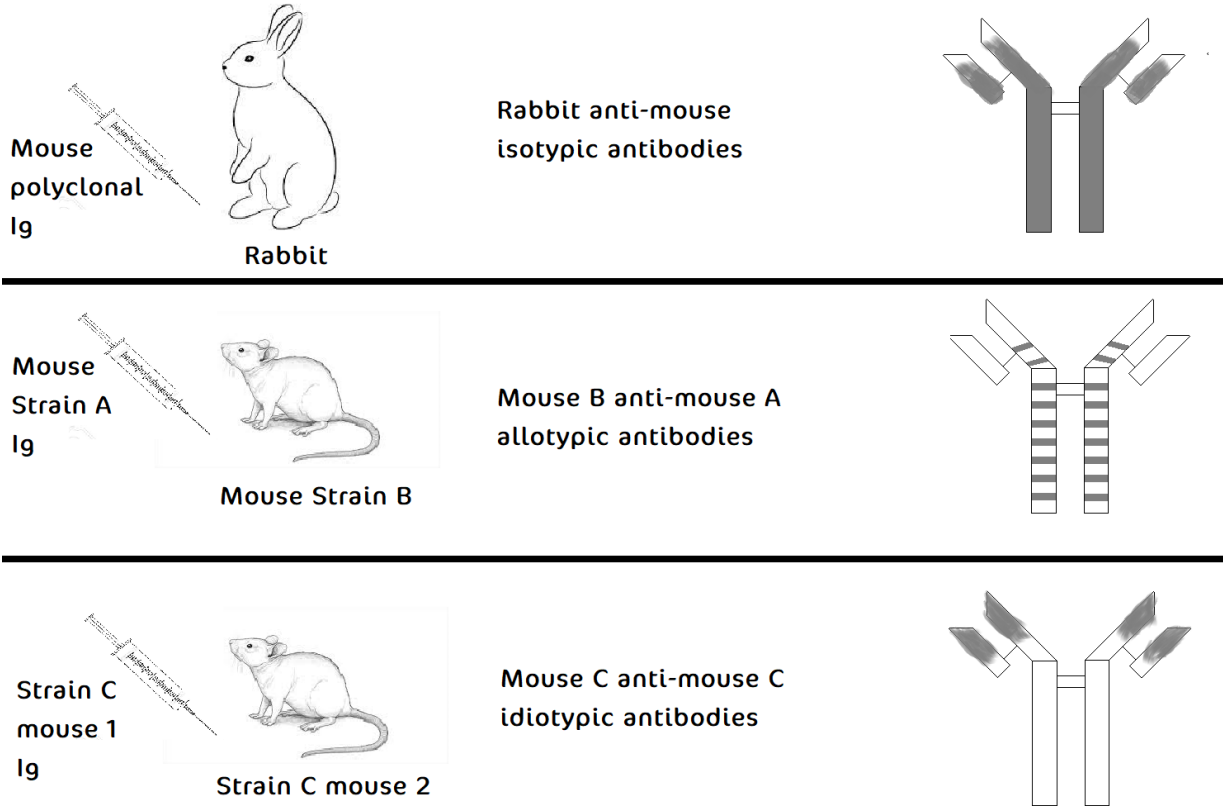 Mouse
polyclonal
Ig
Rabbit
Rabbit anti-mouse
isotypic antibodies
Mouse
Strain A
Ig
Mouse Strain B
Mouse B anti-mouse A
allotypic antibodies
Strain C
mouse 1
Ig
Strain C mouse 2
Mouse C anti-mouse C
idiotypic antibodies